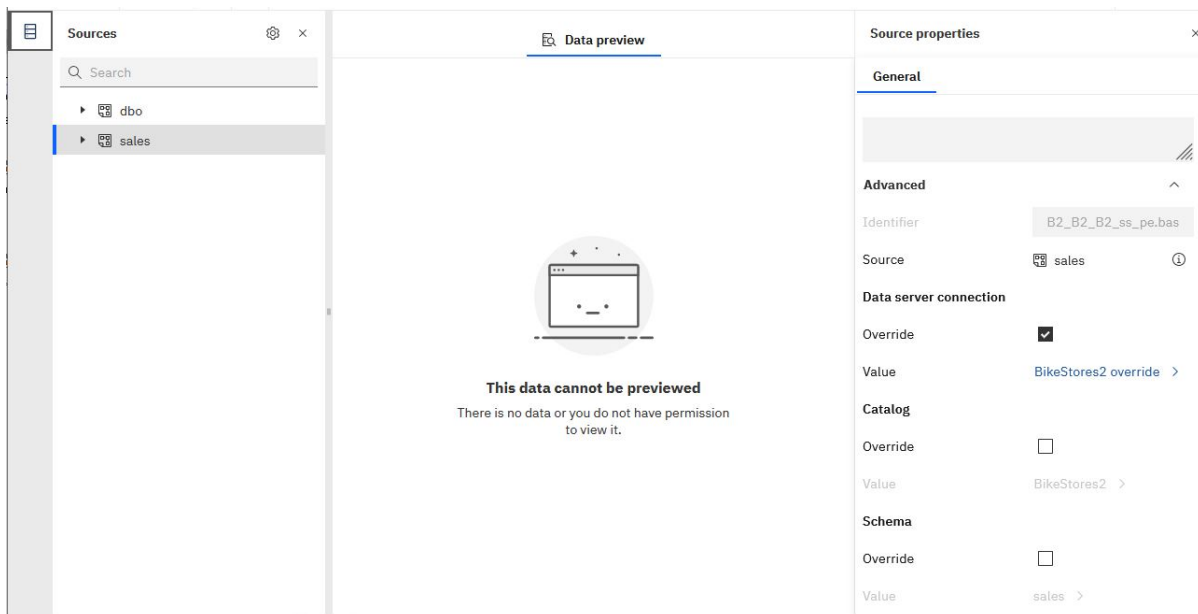 Sources
Search
dbo
sales
Data preview
This data cannot be previewed
There is no data or you do not have permission
to view it.
Source properties
General
Advanced
Identifier B2_B2_B2_ss_pe.bas
Source sales
Data server connection
Override
Value BikeStores2 override
Catalog
Override
Value BikeStores2
Schema
Override
Value sales